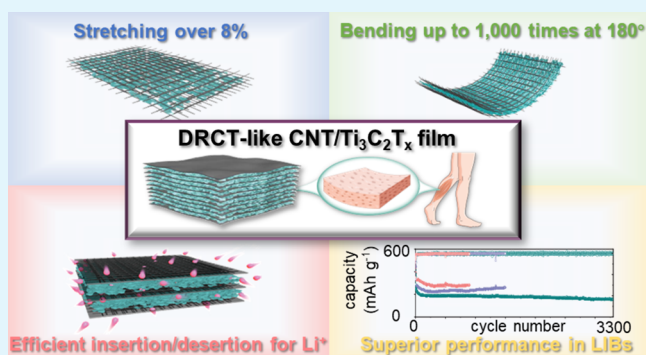 Stretching over 8%
Bending up to 1,000 times at 180°
DRCT-like CNT/Ti₃C₂Tₓ film
600
capacity
(mAh g⁻¹)
0
0 cycle number 3300
Efficient insertion/desertion for Li⁺
Superior performance in LIBs